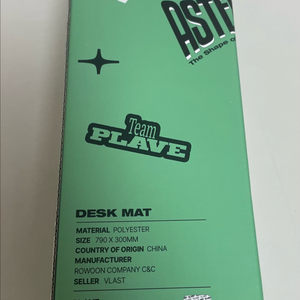 ASTE
The Shape o
Team
PLAVE
DESK MAT
MATERIAL POLYESTER
SIZE 790 X 300MM
COUNTRY OF ORIGIN CHINA
MANUFACTURER
ROWOON COMPANY C&C
SELLER VLAST